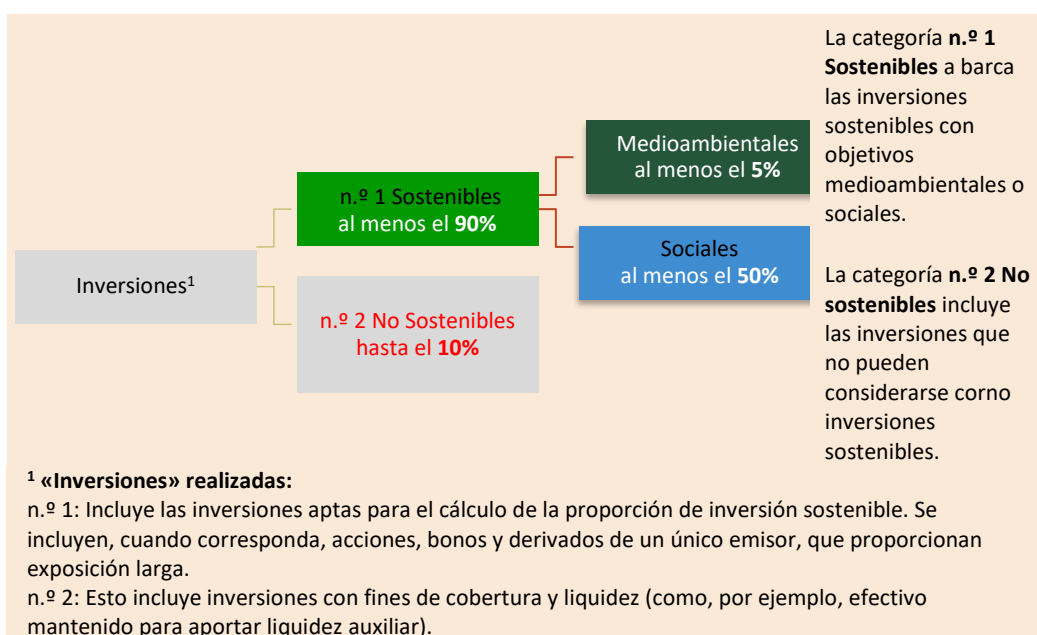 Inversiones¹
n.º 1 Sostenibles
al menos el 90%
n.º 2 No Sostenibles
hasta el 10%
Medioambientales
al menos el 5%
Sociales
al menos el 50%
La categoría n.º 1
Sostenibles a barca
las inversiones
sostenibles con
objetivos
medioambientales o
sociales.
La categoría n.º 2 No
sostenibles incluye
las inversiones que
no pueden
considerarse corno
inversiones
sostenibles.
¹ «Inversiones» realizadas:
n.º 1: Incluye las inversiones aptas para el cálculo de la proporción de inversión sostenible. Se
incluyen, cuando corresponda, acciones, bonos y derivados de un único emisor, que proporcionan
exposición larga.
n.º 2: Esto incluye inversiones con fines de cobertura y liquidez (como, por ejemplo, efectivo
mantenido para aportar liquidez auxiliar).